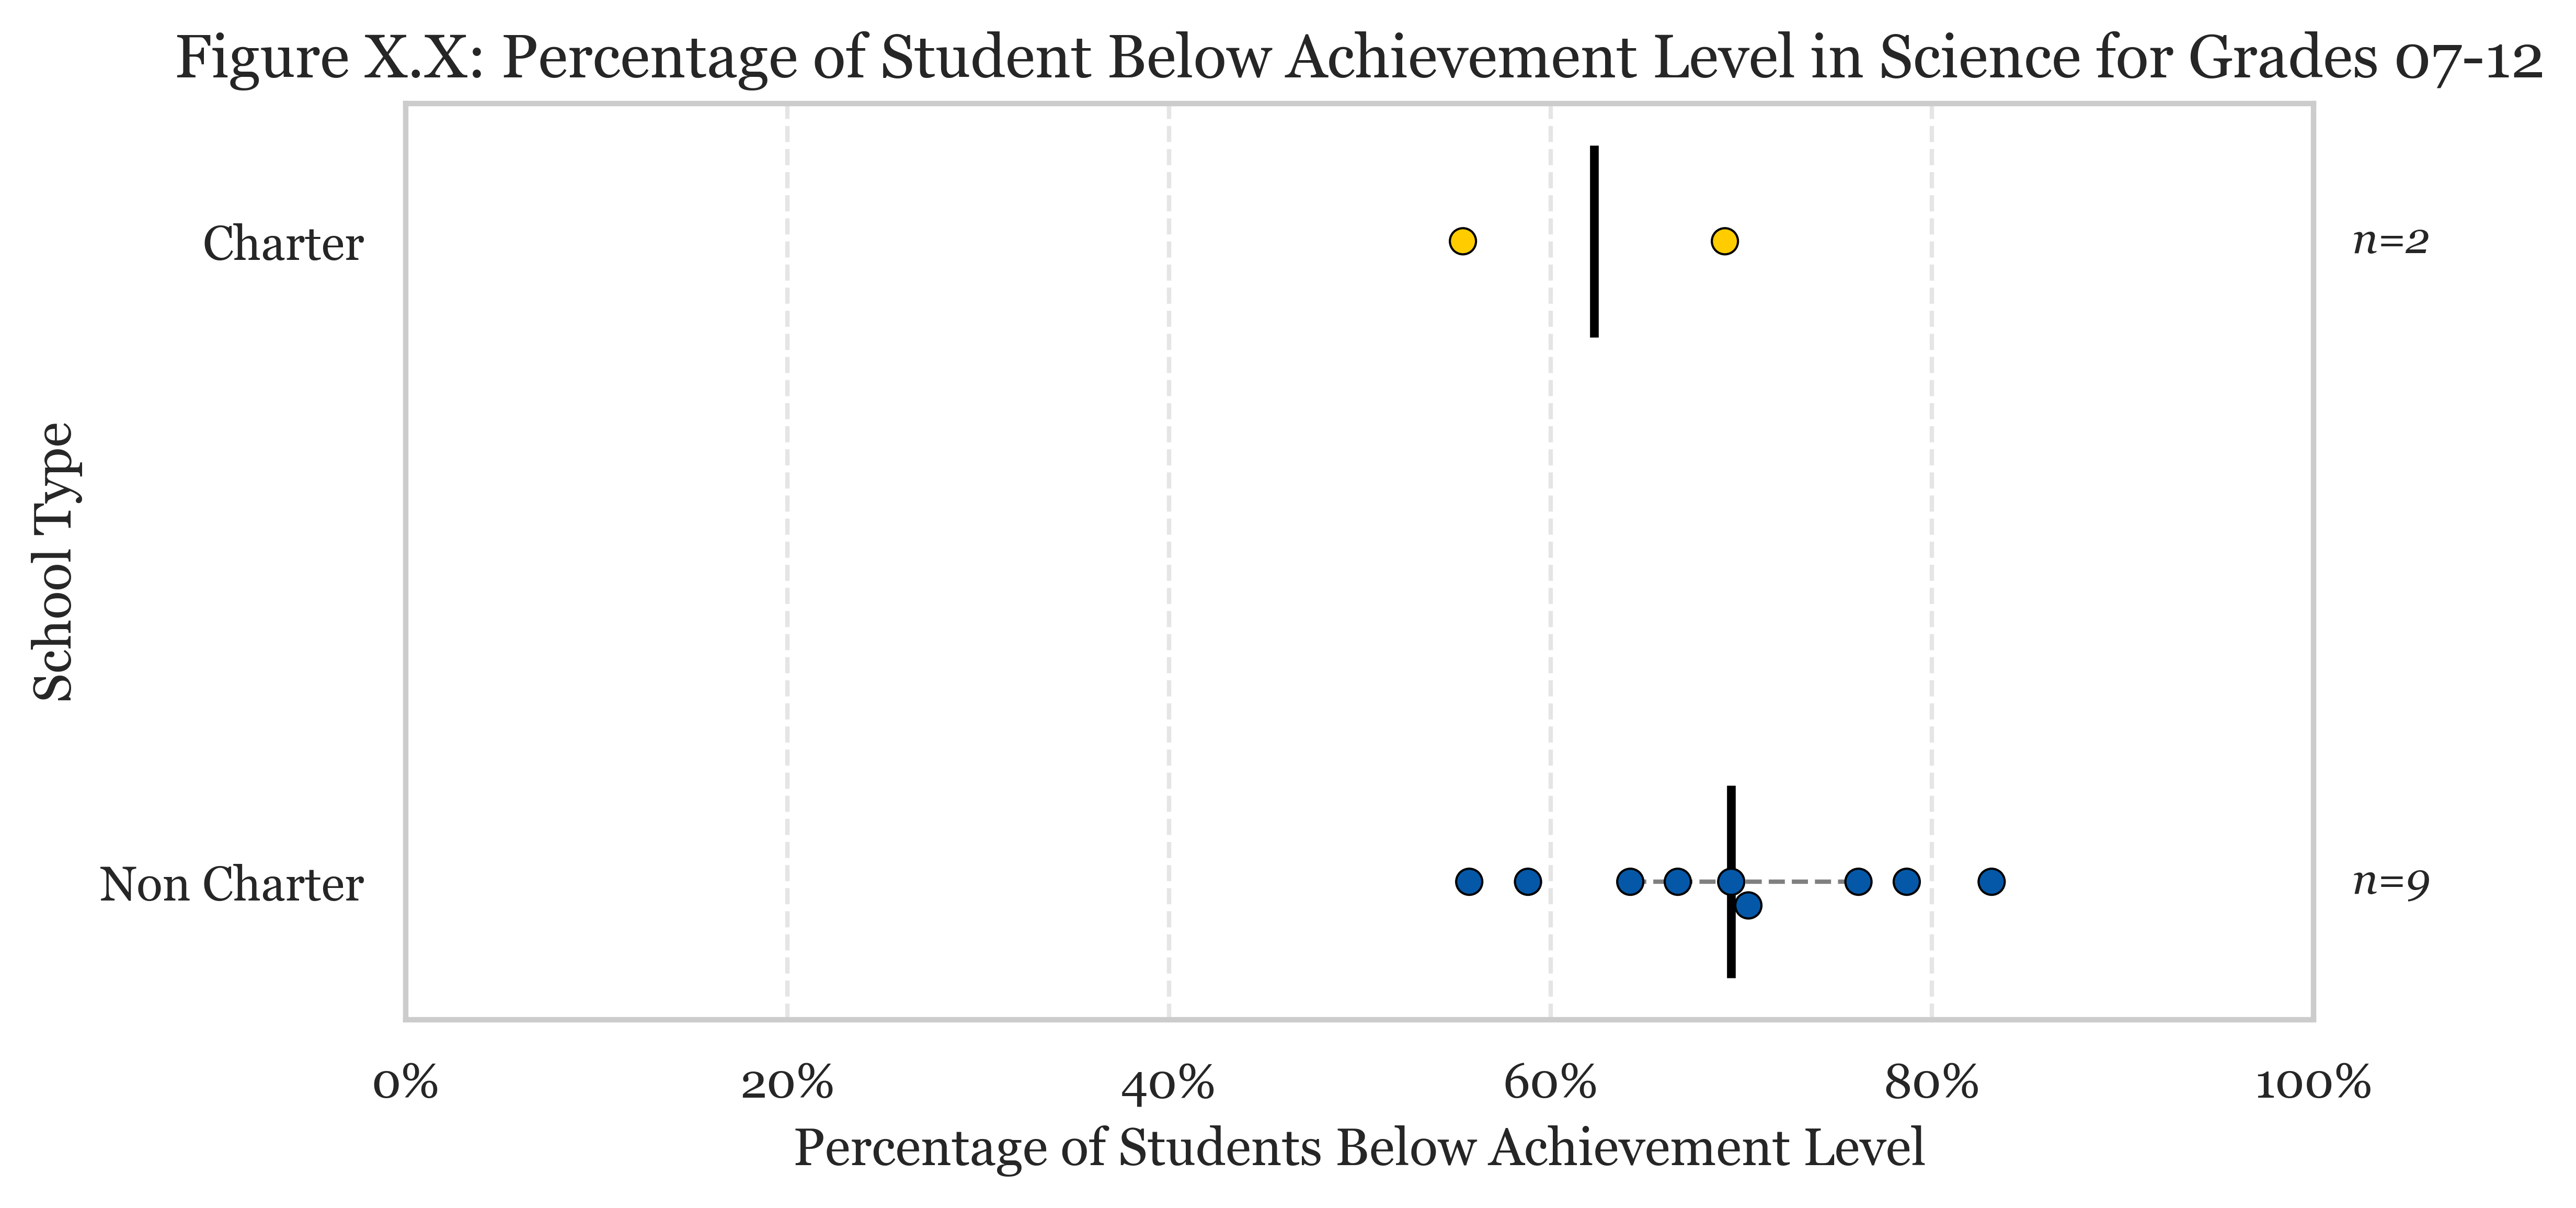 Figure X.X: Percentage of Student Below Achievement Level in Science for Grades 07-12
Charter
n=2
School Type
Non Charter
n=9
0%
20%
40%
60%
80%
100%
Percentage of Students Below Achievement Level